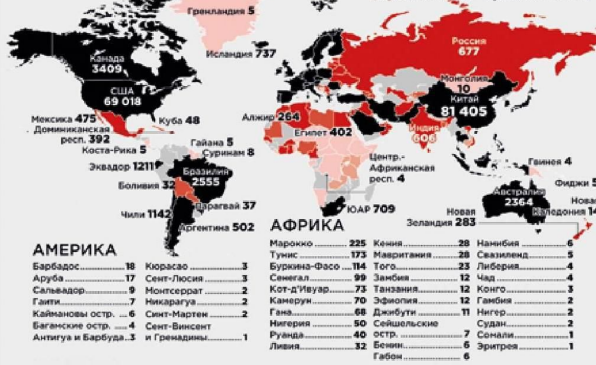 Гренландия 5
Исландия 737
Канада
3409
США
69 018
Россия
677
Монголия
10
Китай
81 405
Мексика 475
Доминиканская
респ. 392
Куба 48
Коста-Рика 5
Гайана 5
Суринам 8
Эквадор 1211
Бразилия
2555
Боливия 32
Парагвай 37
Чили 1142
Аргентина 502
Алжир 264
Египет 402
Индия
606
Центр.-
Африканская
респ. 4
ЮАР 709
Гвинея 4
Австралия
2364
Фиджи 5
Новая
Каледония 14
Новая
Зеландия 283
АМЕРИКА
Барбадос 18
Аруба 17
Сальвадор 9
Гаити 7
Каймановы остр. 6
Багамские остр. 4
Антигуа и Барбуда 3
Кюрасао 3
Сент-Люсия 3
Монтсеррат 2
Никарагуа 2
Синт-Мартен 2
Сент-Винсент
и Гренадины 1
АФРИКА
Марокко 225
Тунис 173
Буркина-Фасо 114
Сенегал 99
Кот-д'Ивуар 73
Камерун 70
Гана 68
Нигерия 50
Руанда 40
Ливия 32
Кения 28
Мавритания 28
Того 23
Замбия 12
Танзания 12
Эфиопия 12
Джибути 11
Сейшельские
остр. 7
Бенин 6
Габон 6
Намибия 6
Свазиленд 5
Либерия 4
Чад 4
Конго 3
Гамбия 2
Нигер 2
Судан 2
Сомали 1
Эритрея 1